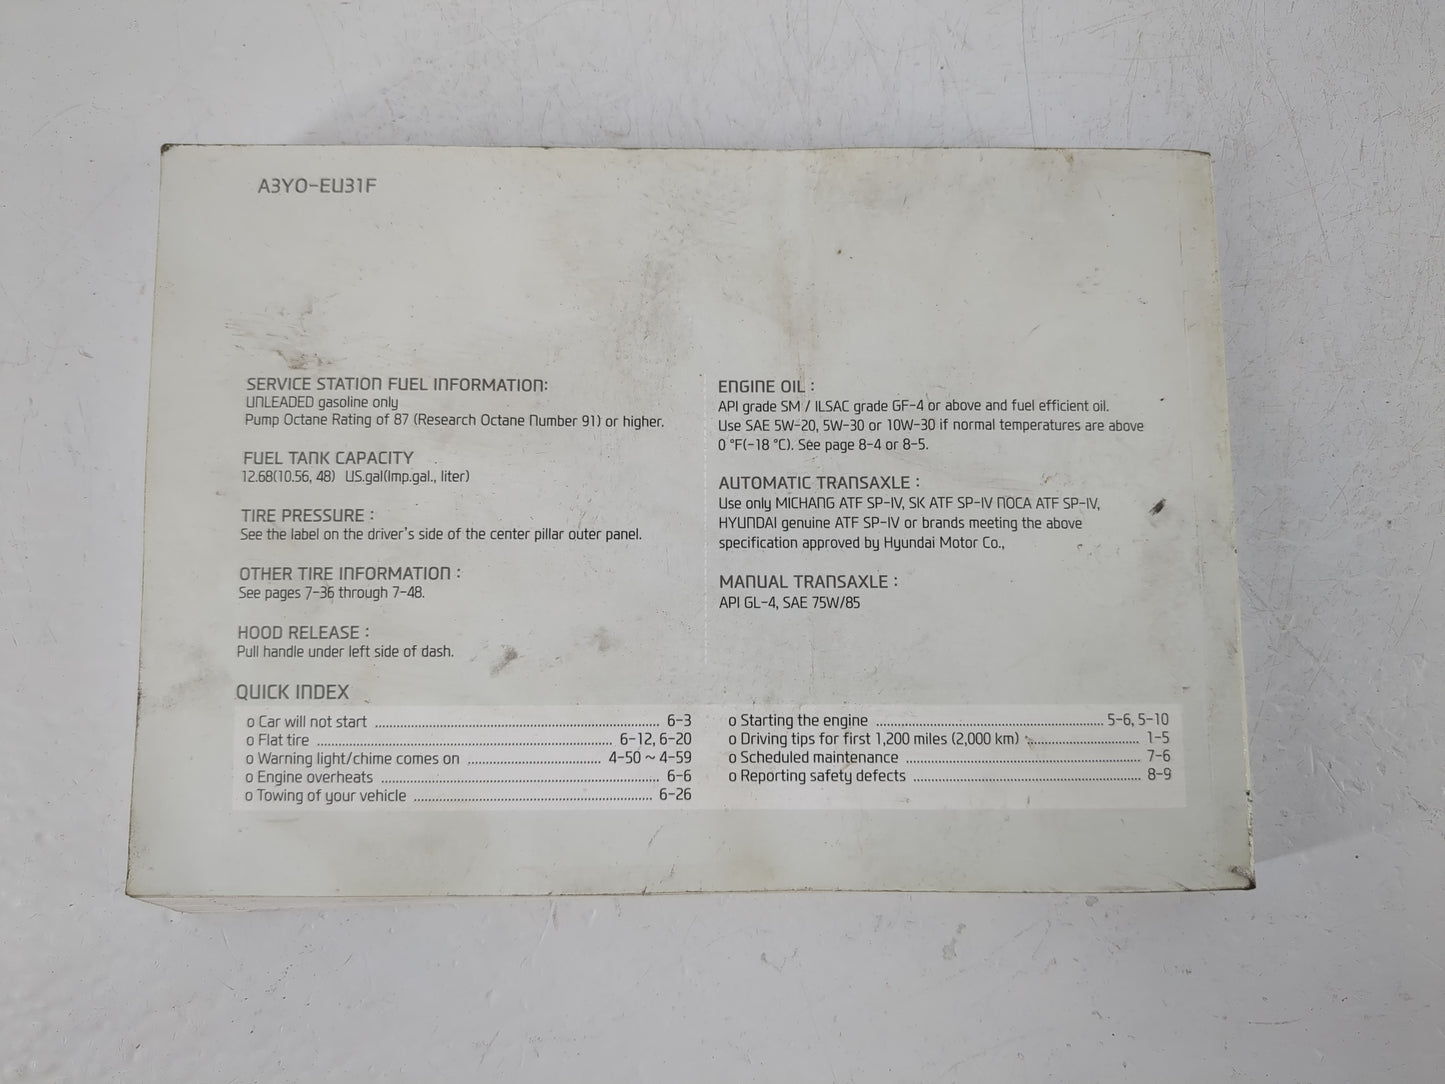 A3YO-EU31F
SERVICE STATION FUEL INFORMATION:
UNLEADED gasoline only
Pump Octane Rating of 87 (Research Octane Number 91) or higher.
FUEL TANK CAPACITY
12.68(10.56, 48) US.gal(Imp.gal., liter)
TIRE PRESSURE :
See the label on the driver's side of the center pillar outer panel.
OTHER TIRE INFORMATION :
See pages 7-36 through 7-48.
HOOD RELEASE :
Pull handle under left side of dash.
ENGINE OIL :
API grade SM / ILSAC grade GF-4 or above and fuel efficient oil.
Use SAE 5W-20, 5W-30 or 10W-30 if normal temperatures are above
0 °F(-18 °C). See page 8-4 or 8-5.
AUTOMATIC TRANSAXLE :
Use only MICHANG ATF SP-IV, SK ATF SP-IV NOCA ATF SP-IV,
HYUNDAI genuine ATF SP-IV or brands meeting the above
specification approved by Hyundai Motor Co.,
MANUAL TRANSAXLE :
API GL-4, SAE 75W/85
QUICK INDEX
o Car will not start ........................ 6-3
o Flat tire ........................ 6-12, 6-20
o Warning light/chime comes on ........................ 4-50 ~ 4-59
o Engine overheats ........................ 6-6
o Towing of your vehicle ........................ 6-26
o Starting the engine ........................ 5-6, 5-10
o Driving tips for first 1,200 miles (2,000 km) ........................ 1-5
o Scheduled maintenance ........................ 7-6
o Reporting safety defects ........................ 8-9